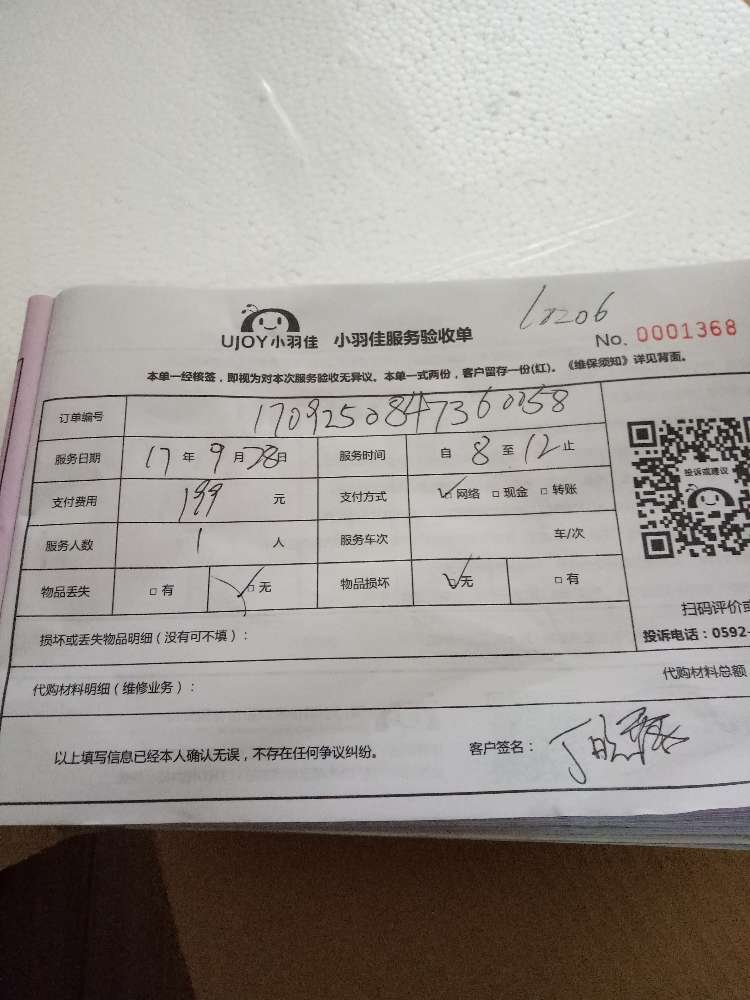 UJOY小羽佳 小羽佳服务验收单 No. 0001368
本单一经核签，即视为对本次服务验收无异议。本单一式两份，客户留存一份(红)。《维保须知》详见背面。
订单编号 1709250847360058
服务日期 17 年 9 月 28 日 服务时间 自 8 至 12 止
支付费用 199 元 支付方式 ☑网络 □现金 □转账
服务人数 1 人 服务车次 车/次
物品丢失 □有 ☑无 物品损坏 ☑无 □有
投诉或建议
扫码评价或
投诉电话：0592-
损坏或丢失物品明细（没有可不填）：
代购材料明细（维修业务）： 代购材料总额
以上填写信息已经本人确认无误，不存在任何争议纠纷。 客户签名：